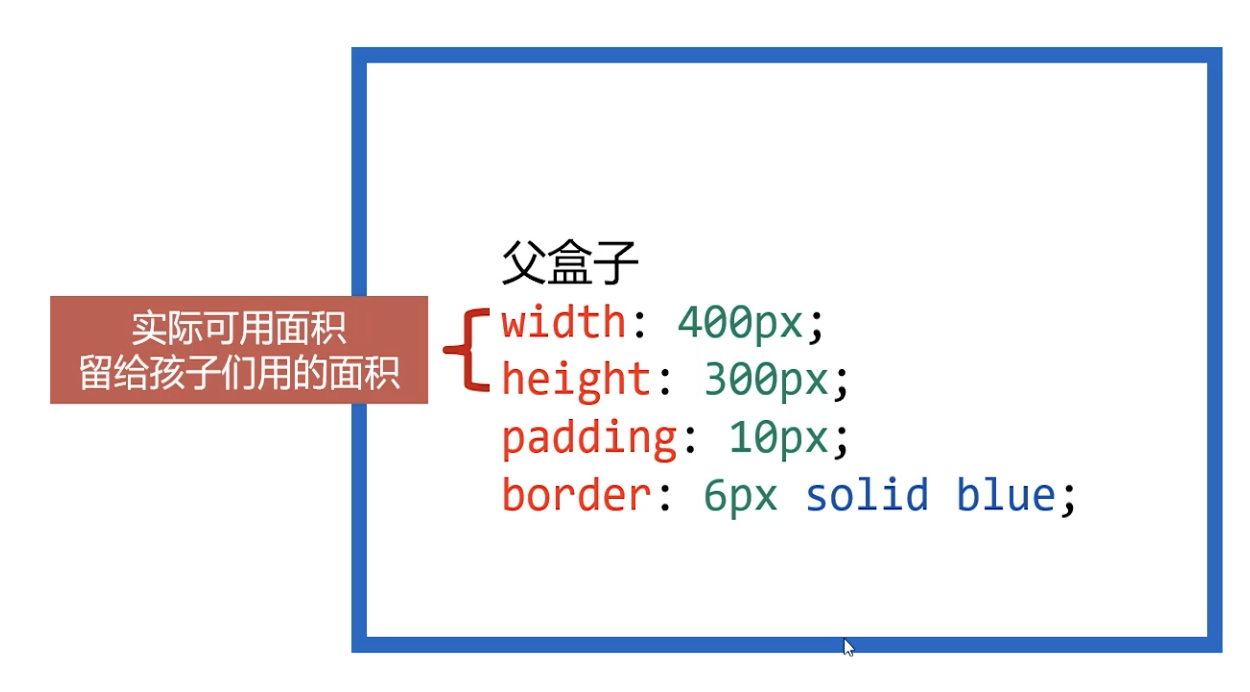 父盒子
实际可用面积
留给孩子们用的面积
width: 400px;
height: 300px;
padding: 10px;
border: 6px solid blue;